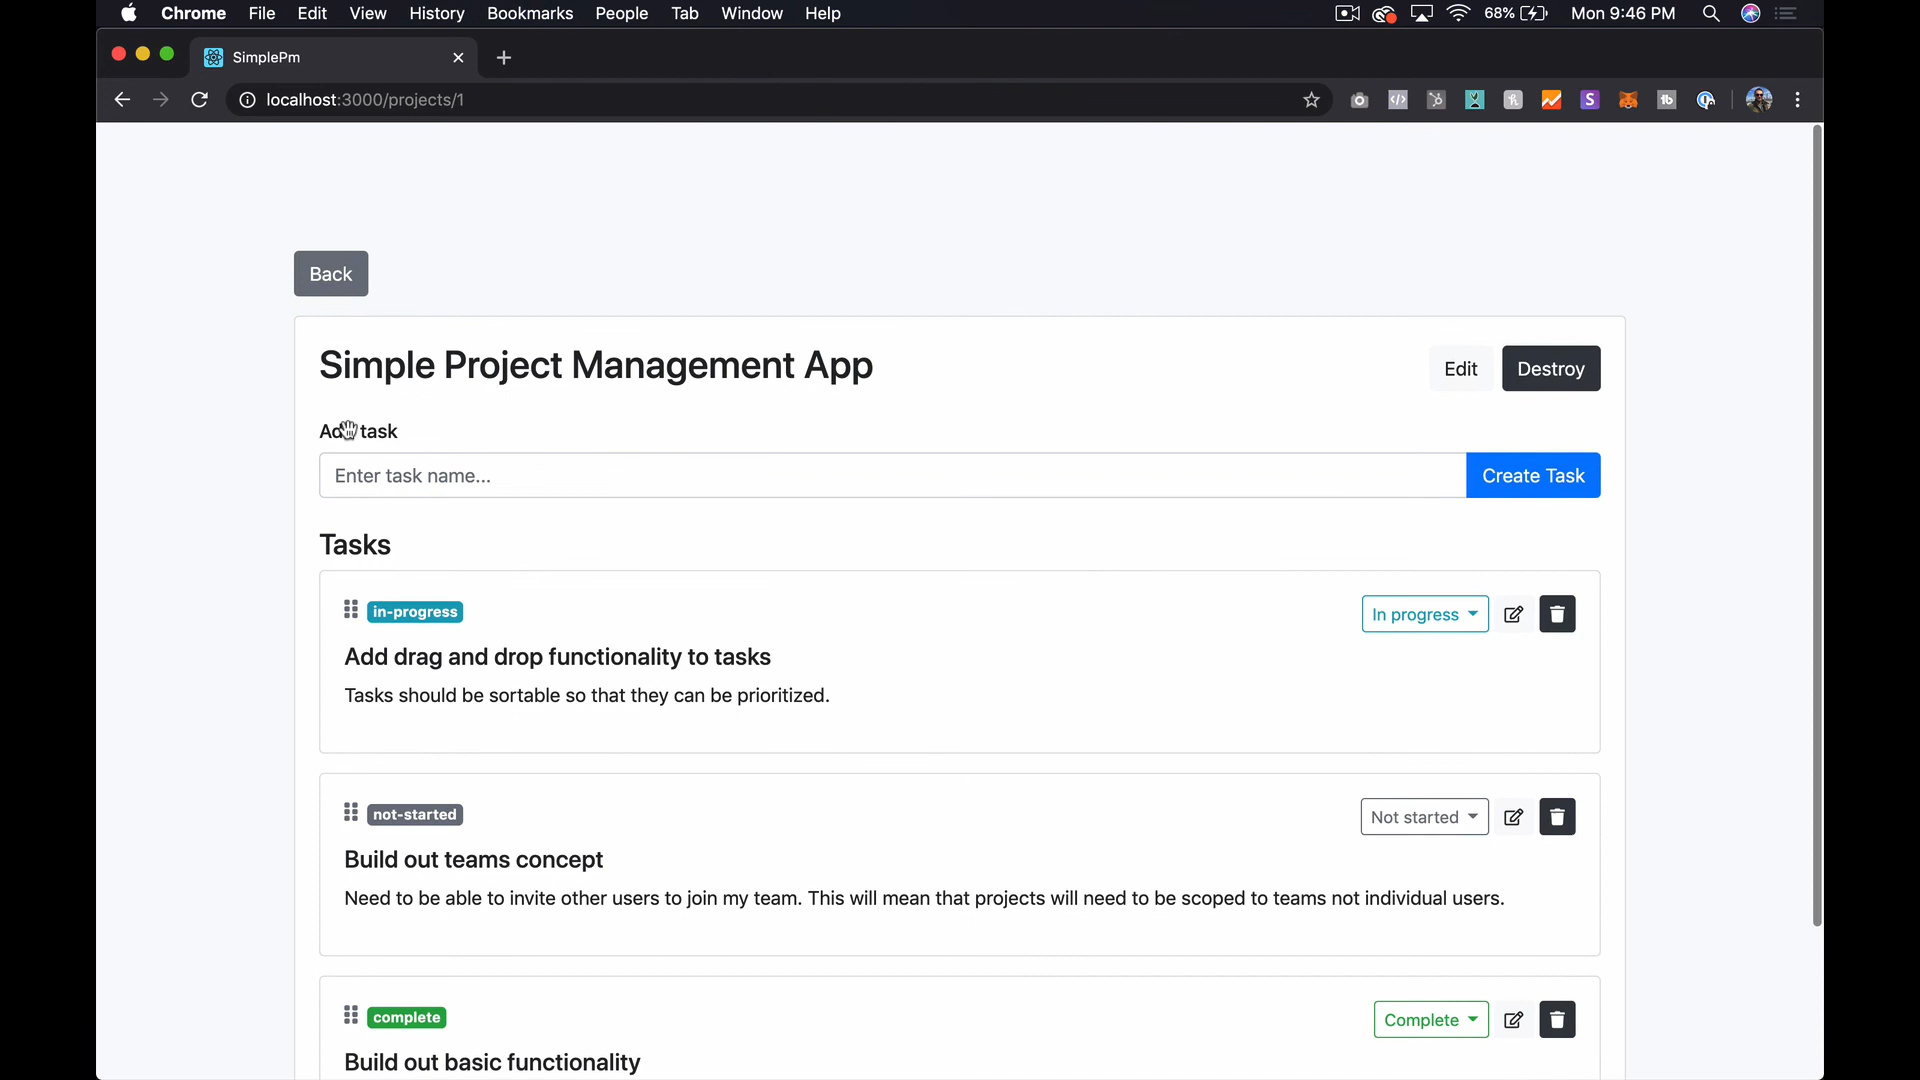 Chrome File Edit View History Bookmarks People Tab Window Help 68% Mon 9:46 PM
SimplePm
localhost:3000/projects/1
Back
Simple Project Management App Edit Destroy
Add task
Enter task name... Create Task
Tasks
in-progress In progress
Add drag and drop functionality to tasks
Tasks should be sortable so that they can be prioritized.
not-started Not started
Build out teams concept
Need to be able to invite other users to join my team. This will mean that projects will need to be scoped to teams not individual users.
complete Complete
Build out basic functionality